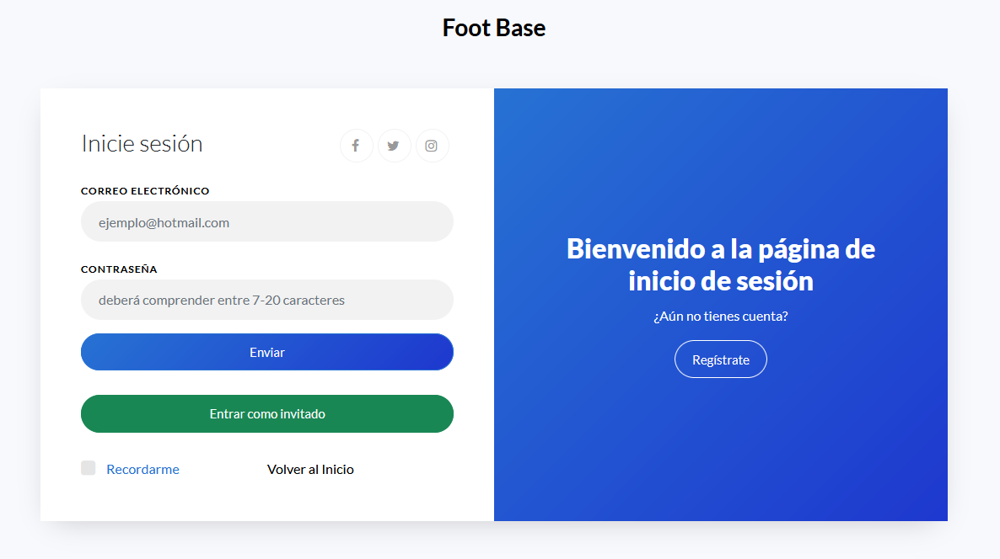 Foot Base
Inicie sesión
CORREO ELECTRÓNICO
ejemplo@hotmail.com
CONTRASEÑA
deberá comprender entre 7-20 caracteres
Enviar
Entrar como invitado
Recordarme
Volver al Inicio
Bienvenido a la página de
inicio de sesión
¿Aún no tienes cuenta?
Regístrate